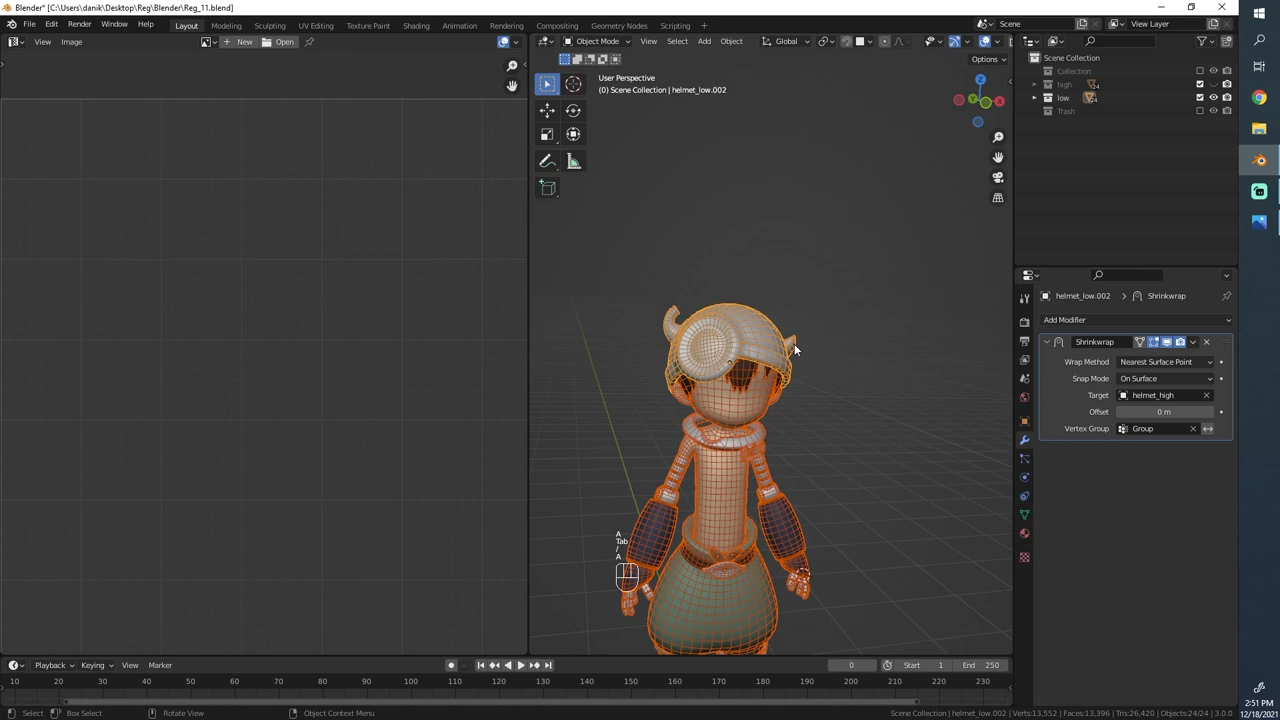 Blender* [C:\Users\danik\Desktop\Reg\Blender\Reg_11.blend]
File Edit Render Window Help Layout Modeling Sculpting UV Editing Texture Paint Shading Animation Rendering Compositing Geometry Nodes Scripting + Scene View Layer
View Image New Open Object Mode View Select Add Object Global
Options
User Perspective
(0) Scene Collection | helmet_low.002
X
Y
Z
Scene Collection
Collection
high 24
low 24
Trash
helmet_low.002 > Shrinkwrap
Add Modifier
Shrinkwrap
Wrap Method Nearest Surface Point
Snap Mode On Surface
Target helmet_high
Offset 0 m
Vertex Group Group
A
Tab
/
A
Playback Keying View Marker 0 Start 1 End 250
10 20 30 40 50 60 70 80 90 100 110 120 130 140 150 160 170 180 190 200 210 220 230
Select Box Select Rotate View Object Context Menu Scene Collection | helmet_low.002 | Verts:13,552 | Faces:13,396 | Tris:26,420 | Objects:24/24 | 3.0.0
2:51 PM
12/18/2021